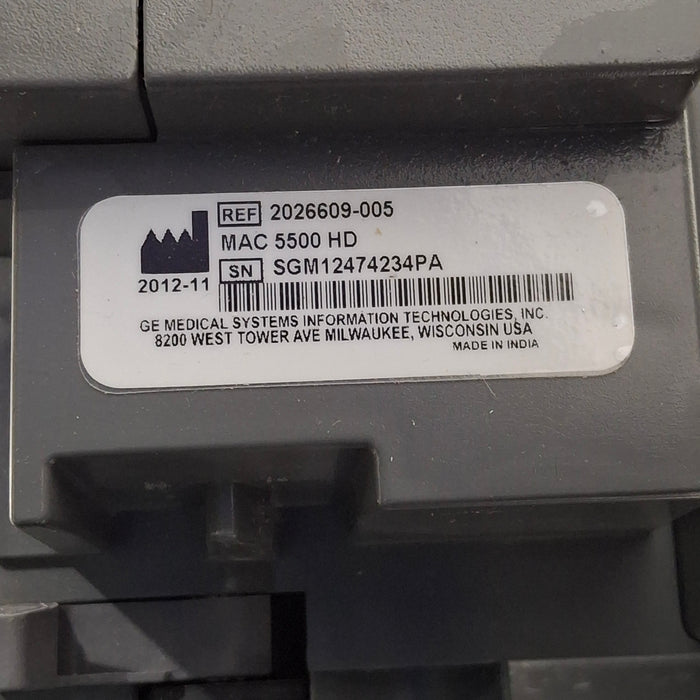 REF 2026609-005
MAC 5500 HD
SN SGM12474234PA
2012-11
GE MEDICAL SYSTEMS INFORMATION TECHNOLOGIES, INC.
8200 WEST TOWER AVE MILWAUKEE, WISCONSIN USA
MADE IN INDIA